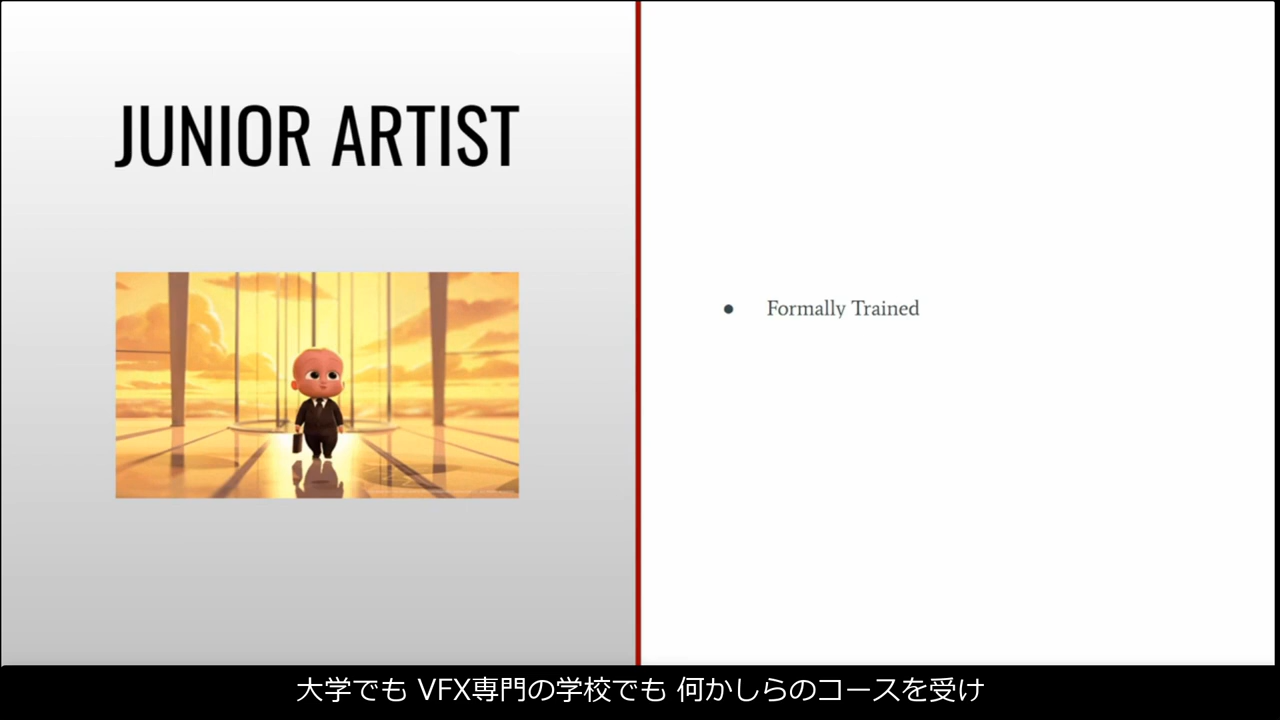 JUNIOR ARTIST
● Formally Trained
大学でも VFX専門の学校でも 何かしらのコースを受け